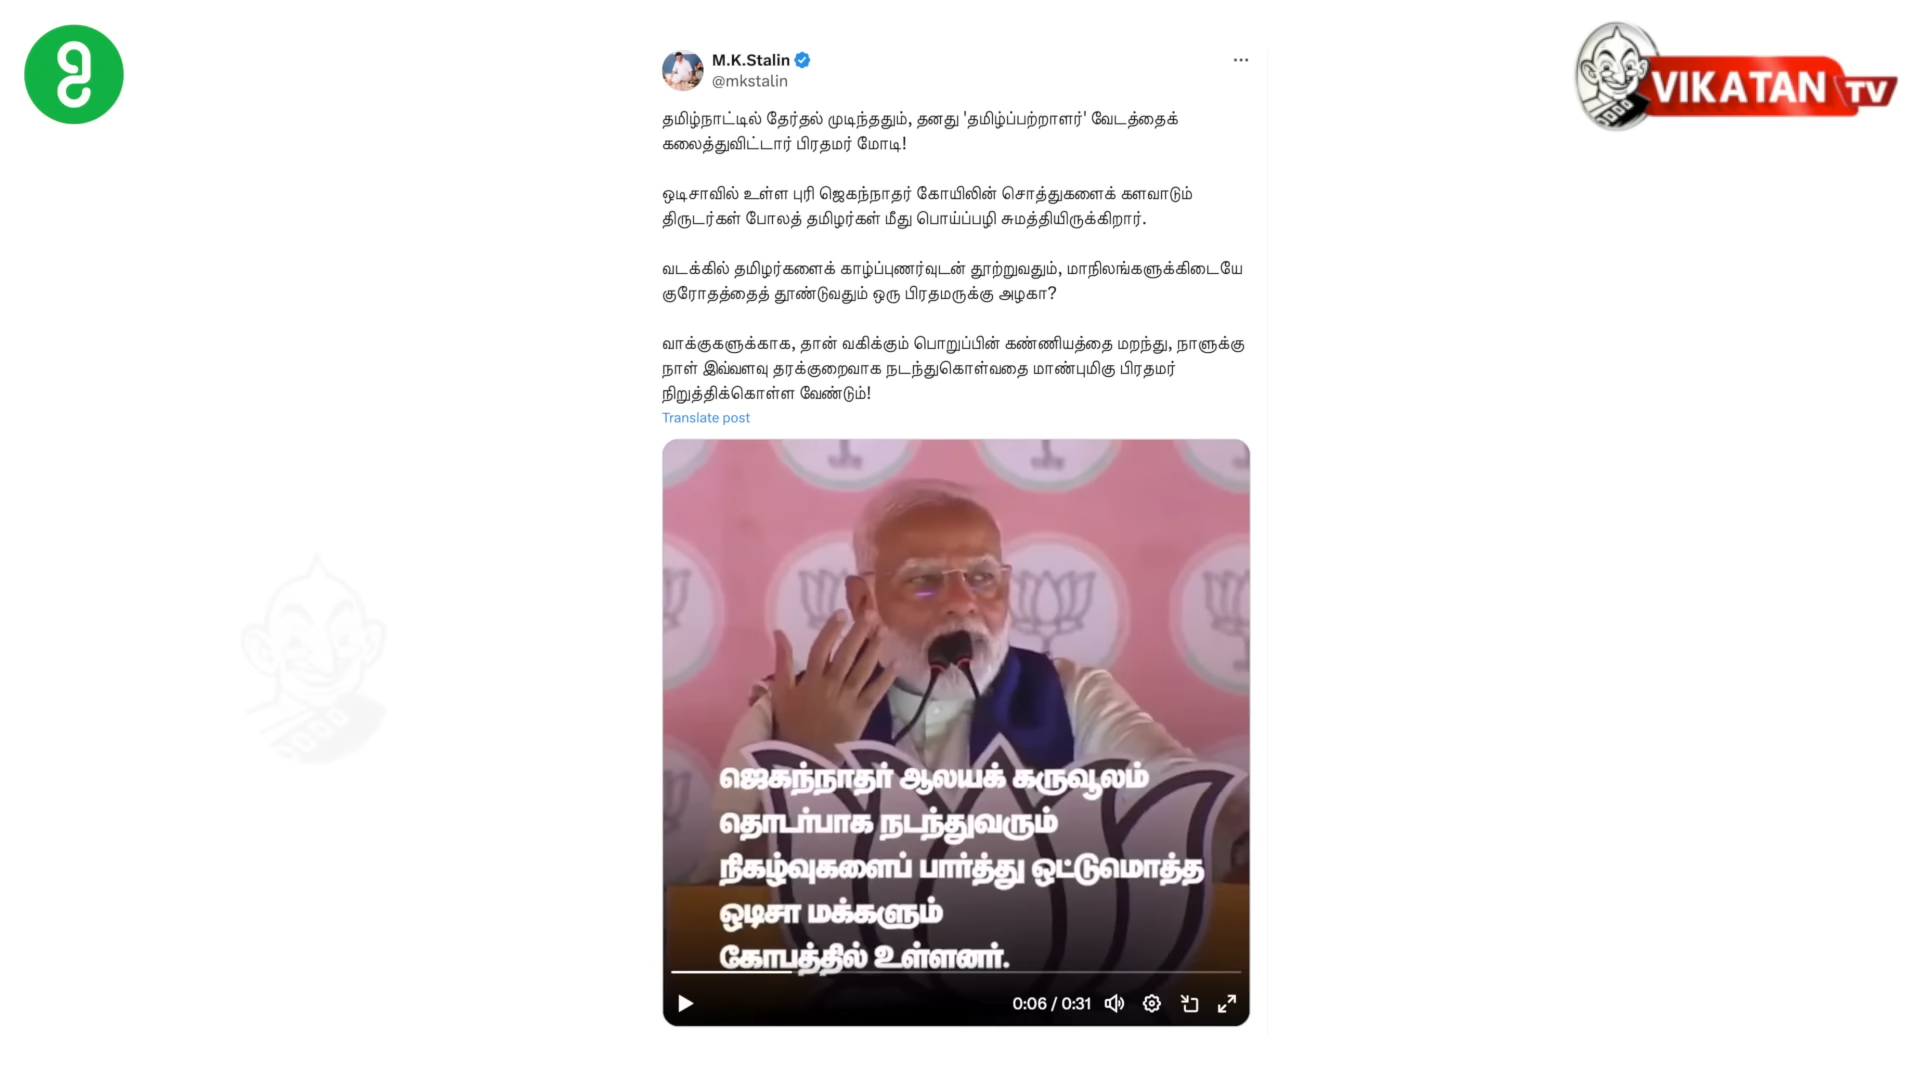 M.K.Stalin
@mkstalin
VIKATAN TV
தமிழ்நாட்டில் தேர்தல் முடிந்ததும், தனது 'தமிழ்ப்பற்றாளர்' வேடத்தைக்
கலைத்துவிட்டார் பிரதமர் மோடி!
ஒடிசாவில் உள்ள புரி ஜெகந்நாதர் கோயிலின் சொத்துகளைக் களவாடும்
திருடர்கள் போலத் தமிழர்கள் மீது பொய்ப்பழி சுமத்தியிருக்கிறார்.
வடக்கில் தமிழர்களைக் காழ்ப்புணர்வுடன் தூற்றுவதும், மாநிலங்களுக்கிடையே
குரோதத்தைத் தூண்டுவதும் ஒரு பிரதமருக்கு அழகா?
வாக்குகளுக்காக, தான் வகிக்கும் பொறுப்பின் கண்ணியத்தை மறந்து, நாளுக்கு
நாள் இவ்வளவு தரக்குறைவாக நடந்துகொள்வதை மாண்புமிகு பிரதமர்
நிறுத்திக்கொள்ள வேண்டும்!
Translate post
ஜெகந்நாதர் ஆலயக் கருவூலம்
தொடர்பாக நடந்துவரும்
நிகழ்வுகளைப் பார்த்து ஒட்டுமொத்த
ஒடிசா மக்களும்
கோபத்தில் உள்ளனர்.
0:06 / 0:31